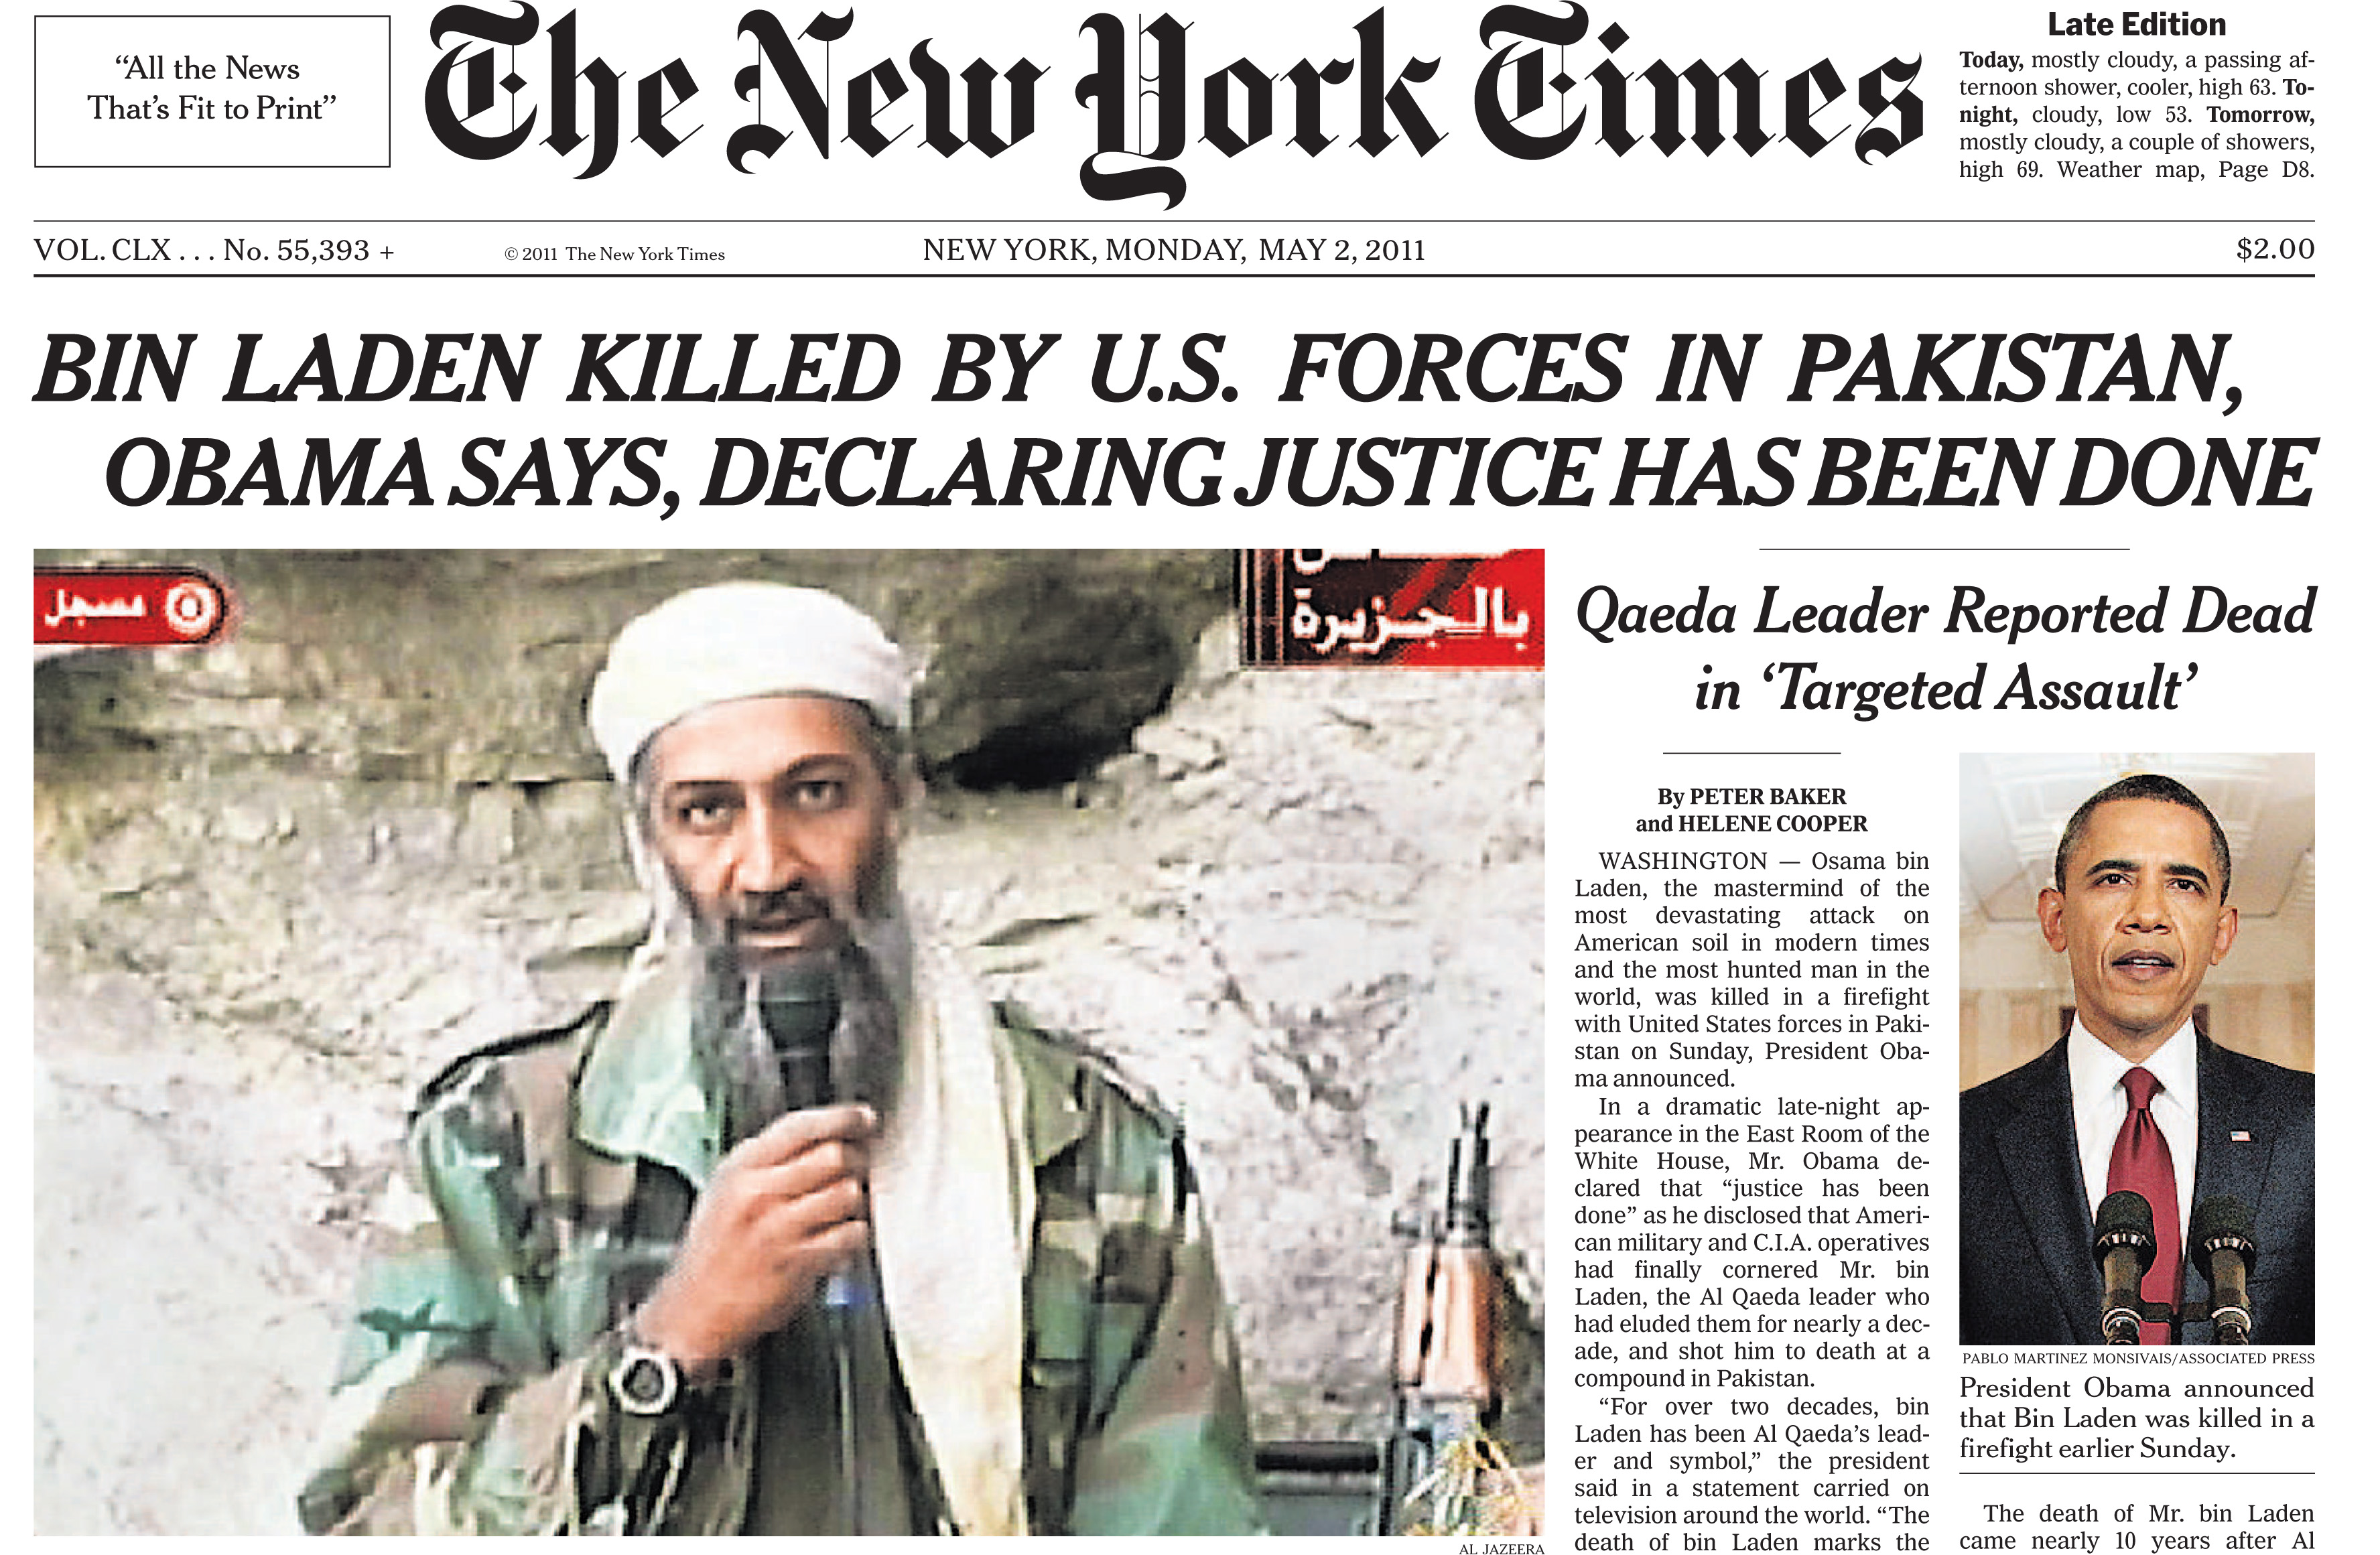 “All the News
That’s Fit to Print”
The New York Times
Late Edition
Today, mostly cloudy, a passing af-
ternoon shower, cooler, high 63. To-
night, cloudy, low 53. Tomorrow,
mostly cloudy, a couple of showers,
high 69. Weather map, Page D8.
VOL. CLX . . . No. 55,393 +
© 2011 The New York Times
NEW YORK, MONDAY, MAY 2, 2011
$2.00
BIN LADEN KILLED BY U.S. FORCES IN PAKISTAN,
OBAMA SAYS, DECLARING JUSTICE HAS BEEN DONE
مسجل
بالجزيرة
AL JAZEERA
Qaeda Leader Reported Dead
in ‘Targeted Assault’
By PETER BAKER
and HELENE COOPER
WASHINGTON — Osama bin
Laden, the mastermind of the
most devastating attack on
American soil in modern times
and the most hunted man in the
world, was killed in a firefight
with United States forces in Paki-
stan on Sunday, President Oba-
ma announced.
In a dramatic late-night ap-
pearance in the East Room of the
White House, Mr. Obama de-
clared that “justice has been
done” as he disclosed that Ameri-
can military and C.I.A. operatives
had finally cornered Mr. bin
Laden, the Al Qaeda leader who
had eluded them for nearly a dec-
ade, and shot him to death at a
compound in Pakistan.
“For over two decades, bin
Laden has been Al Qaeda’s lead-
er and symbol,” the president
said in a statement carried on
television around the world. “The
death of bin Laden marks the
PABLO MARTINEZ MONSIVAIS/ASSOCIATED PRESS
President Obama announced
that Bin Laden was killed in a
firefight earlier Sunday.
The death of Mr. bin Laden
came nearly 10 years after Al